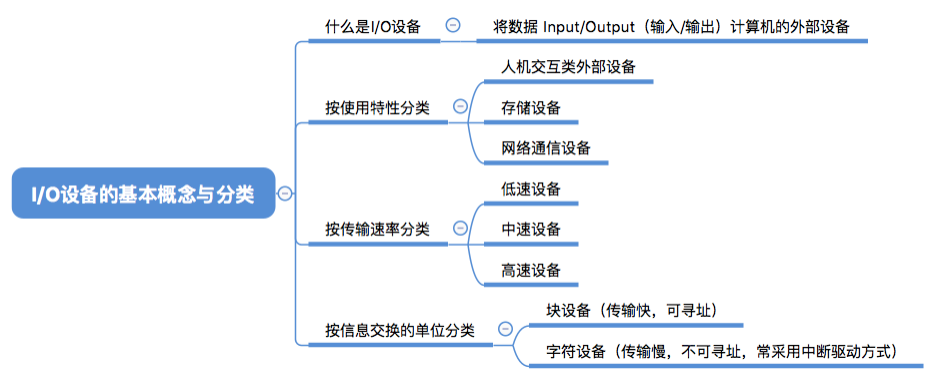 I/O设备的基本概念与分类
什么是I/O设备
将数据 Input/Output（输入/输出）计算机的外部设备
按使用特性分类
人机交互类外部设备
存储设备
网络通信设备
按传输速率分类
低速设备
中速设备
高速设备
按信息交换的单位分类
块设备（传输快，可寻址）
字符设备（传输慢，不可寻址，常采用中断驱动方式）